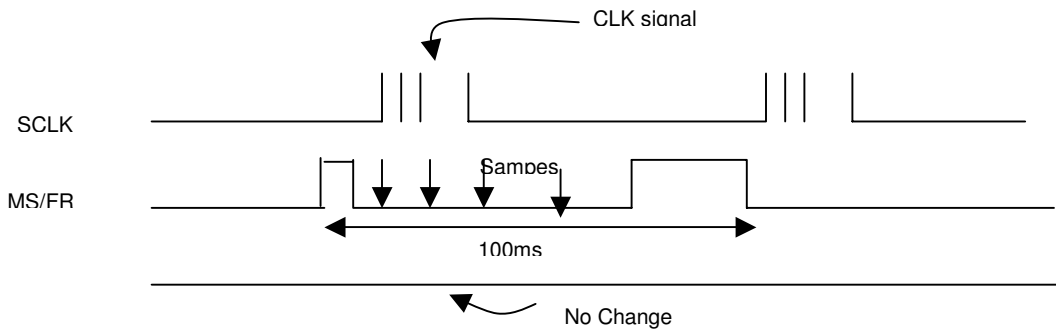 CLK signal
SCLK
Sampes
MS/FR
100ms
No Change